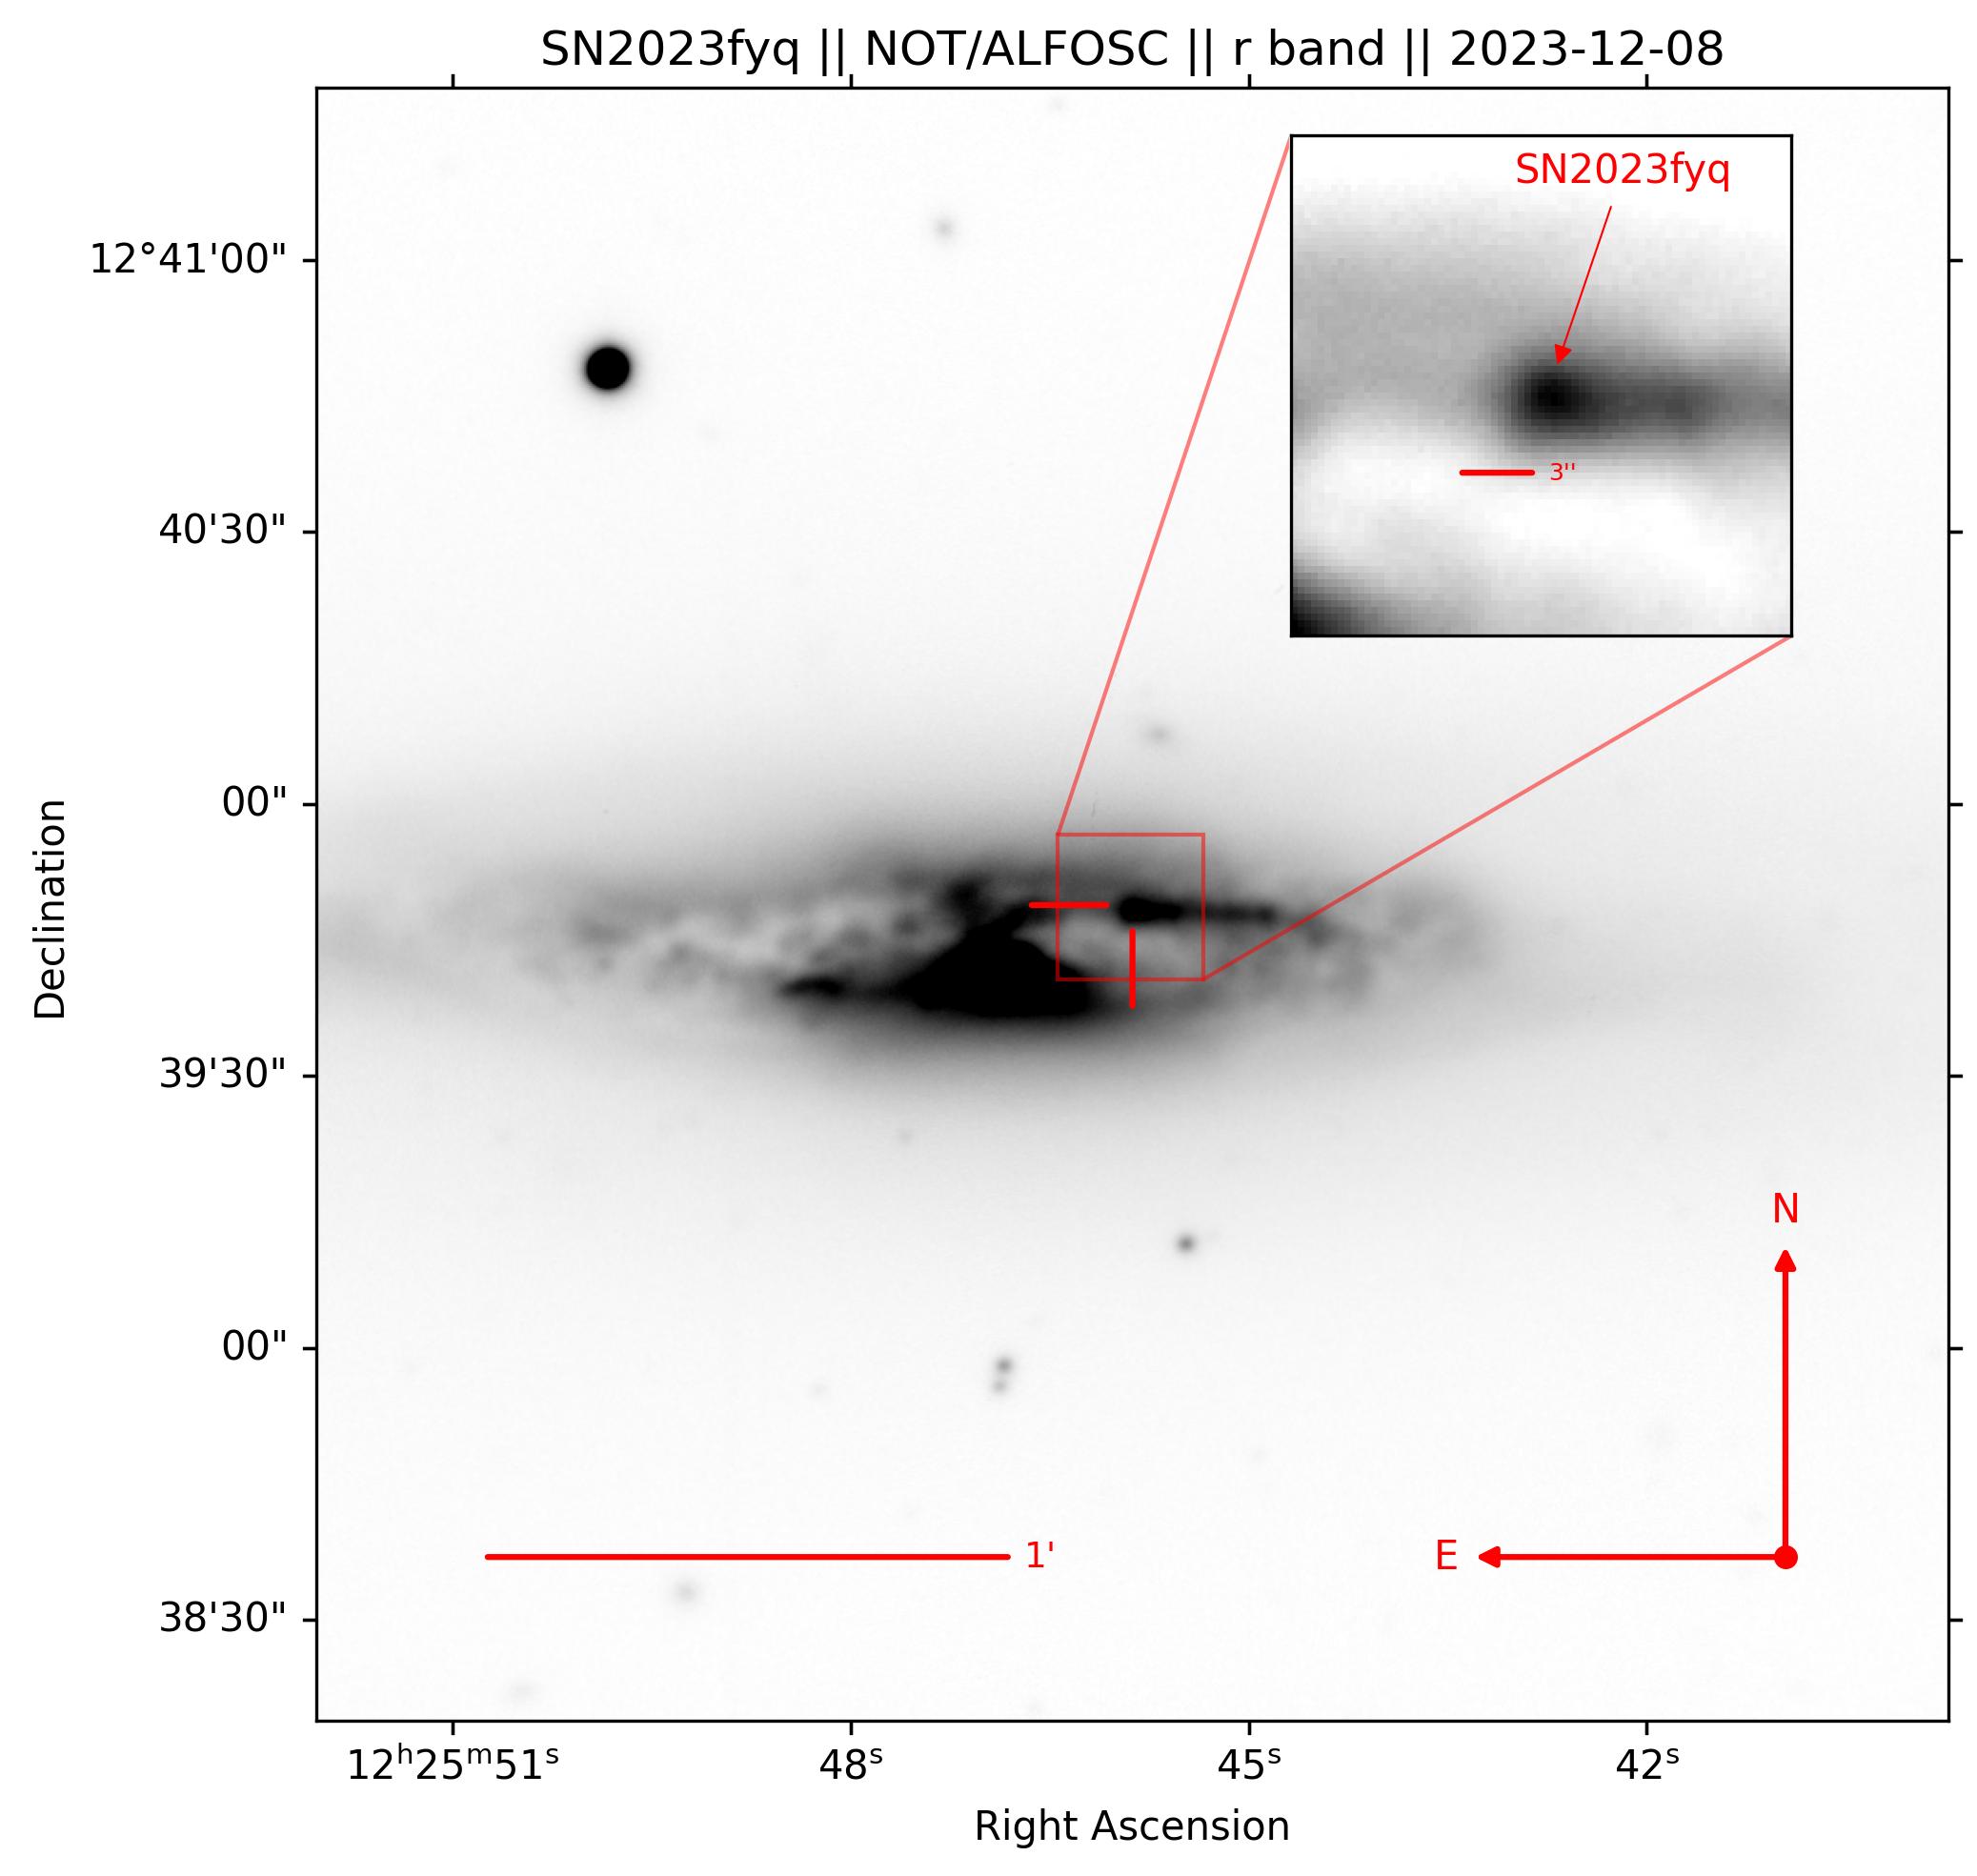 SN2023fyq || NOT/ALFOSC || r band || 2023-12-08
SN2023fyq
3''
12°41'00"
40'30"
00"
39'30"
00"
38'30"
Declination
N
E
1'
12ʰ25ᵐ51ˢ
48ˢ
45ˢ
42ˢ
Right Ascension